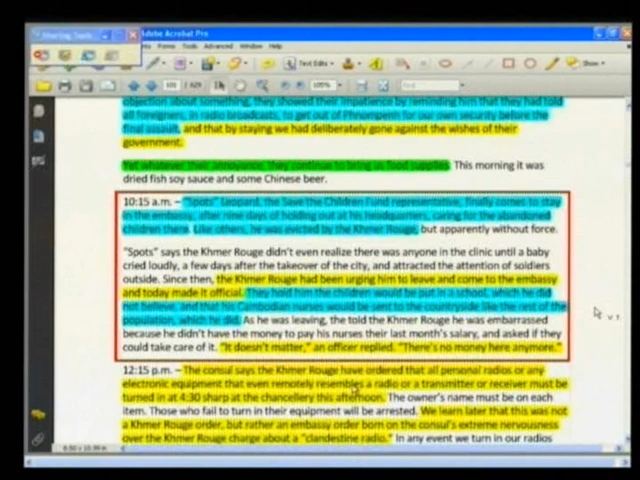 Adobe Acrobat Pro
Forms Tools Advanced Window Help
Text Edits
Show
101 / 629
105%
Find
objection about something, they showed their impatience by reminding him that they had told
all foreigners, in radio broadcasts, to get out of Phnompenh for our own security before the
final assault, and that by staying we had deliberately gone against the wishes of their
government.
Yet whatever their annoyance, they continue to bring us food supplies. This morning it was
dried fish soy sauce and some Chinese beer.
10:15 a.m. – "Spots" Leopard, the Save the Children Fund representative, finally comes to stay
in the embassy, after nine days of holding out at his headquarters, caring for the abandoned
children there. Like us, he was evicted by the Khmer Rouge, but apparently without force.
"Spots" says the Khmer Rouge didn't even realize there was anyone in the clinic until a baby
cried loudly, a few days after the takeover of the city, and attracted the attention of soldiers
outside. Since then, the Khmer Rouge had been urging him to leave and come to the embassy
and today made it official. They told him the children would be put in a school, which he did
not believe, and that his Cambodian nurses would be sent to the countryside like the rest of the
population, which he did. As he was leaving, the told the Khmer Rouge he was embarrassed
because he didn't have the money to pay his nurses their last month's salary, and asked if they
could take care of it. "It doesn't matter," an officer replied. "There's no money here anymore."
12:15 p.m. – The consul says the Khmer Rouge have ordered that all personal radios or any
electronic equipment that even remotely resembles a radio or a transmitter or receiver must be
turned in at 4:30 sharp at the chancellery this afternoon. The owner's name must be on each
item. Those who fail to turn in their equipment will be arrested. We learn later that this was not
a Khmer Rouge order, but rather an embassy order born on the consul's extreme nervousness
over the Khmer Rouge charge about a "clandestine radio." In any event we turn in our radios
8.50 x 10.99 in